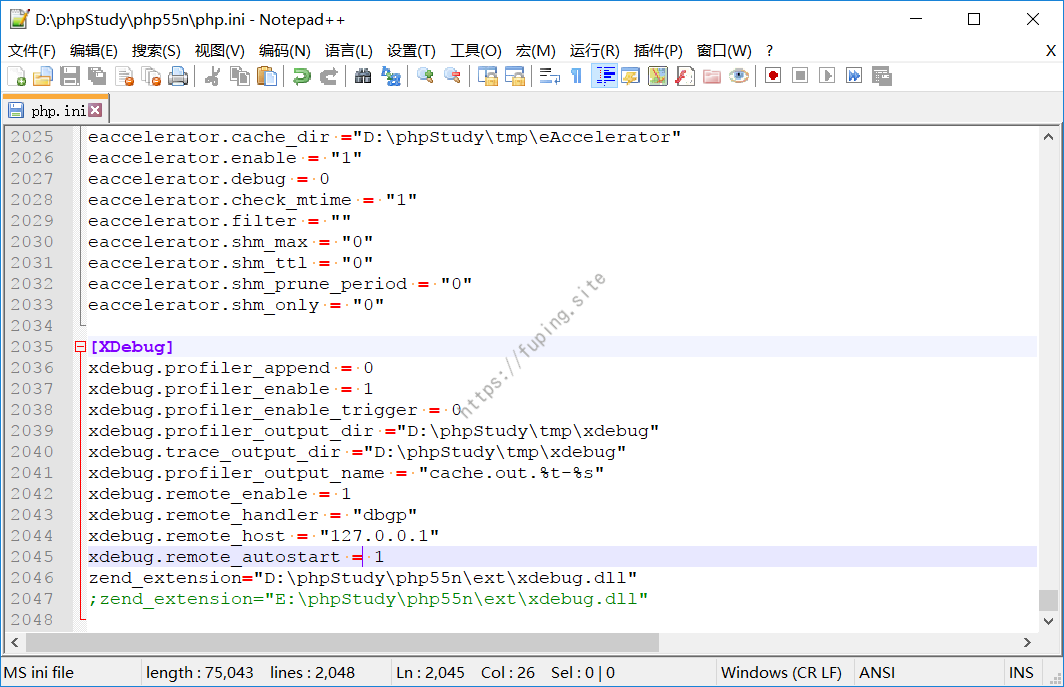 D:\phpStudy\php55n\php.ini - Notepad++
文件(F) 编辑(E) 搜索(S) 视图(V) 编码(N) 语言(L) 设置(T) 工具(O) 宏(M) 运行(R) 插件(P) 窗口(W) ? X
php.ini
2025 eaccelerator.cache_dir ="D:\phpStudy\tmp\eAccelerator"
2026 eaccelerator.enable = "1"
2027 eaccelerator.debug = 0
2028 eaccelerator.check_mtime = "1"
2029 eaccelerator.filter = ""
2030 eaccelerator.shm_max = "0"
2031 eaccelerator.shm_ttl = "0"
2032 eaccelerator.shm_prune_period = "0"
2033 eaccelerator.shm_only = "0"
2034
2035 [XDebug]
2036 xdebug.profiler_append = 0
2037 xdebug.profiler_enable = 1
2038 xdebug.profiler_enable_trigger = 0
2039 xdebug.profiler_output_dir ="D:\phpStudy\tmp\xdebug"
2040 xdebug.trace_output_dir ="D:\phpStudy\tmp\xdebug"
2041 xdebug.profiler_output_name = "cache.out.%t-%s"
2042 xdebug.remote_enable = 1
2043 xdebug.remote_handler = "dbgp"
2044 xdebug.remote_host = "127.0.0.1"
2045 xdebug.remote_autostart = 1
2046 zend_extension="D:\phpStudy\php55n\ext\xdebug.dll"
2047 ;zend_extension="E:\phpStudy\php55n\ext\xdebug.dll"
2048
https://fuping.site
MS ini file length : 75,043 lines : 2,048 Ln : 2,045 Col : 26 Sel : 0 | 0 Windows (CR LF) ANSI INS